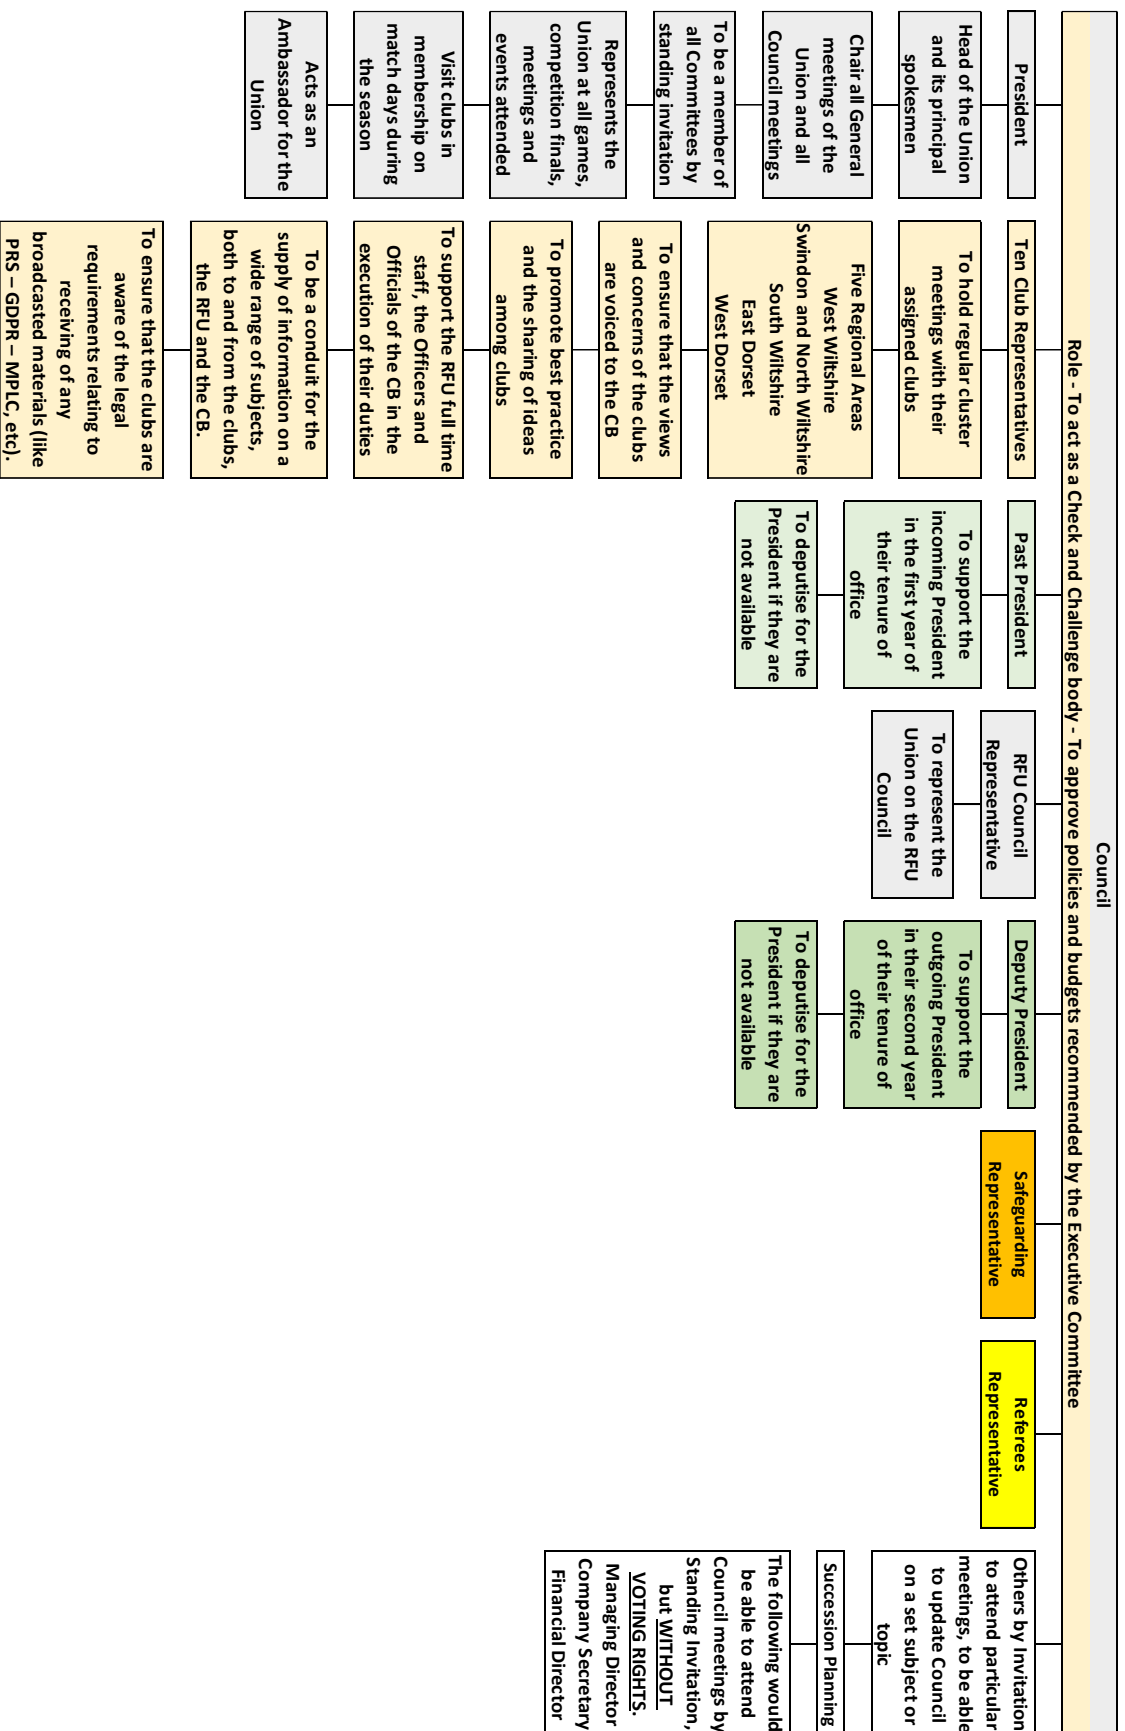 Council
Role - To act as a Check and Challenge body - To approve policies and budgets recommended by the Executive Committee
President
Head of the Union
and its principal
spokesmen
Chair all General
meetings of the
Union and all
Council meetings
To be a member of
all Committees by
standing invitation
Represents the
Union at all games,
competition finals,
meetings and
events attended
Visit clubs in
membership on
match days during
the season
Acts as an
Ambassador for the
Union
Ten Club Representatives
To hold regular cluster
meetings with their
assigned clubs
Five Regional Areas
West Wiltshire
Swindon and North Wiltshire
South Wiltshire
East Dorset
West Dorset
To ensure that the views
and concerns of the clubs
are voiced to the CB
To promote best practice
and the sharing of ideas
among clubs
To support the RFU full time
staff, the Officers and
Officials of the CB in the
execution of their duties
To be a conduit for the
supply of information on a
wide range of subjects,
both to and from the clubs,
the RFU and the CB.
To ensure that the clubs are
aware of the legal
requirements relating to
receiving of any
broadcasted materials (like
PRS – GDPR – MPLC, etc).
Past President
To support the
incoming President
in the first year of
their tenure of
office
To deputise for the
President if they are
not available
RFU Council
Representative
To represent the
Union on the RFU
Council
Deputy President
To support the
outgoing President
in their second year
of their tenure of
office
To deputise for the
President if they are
not available
Safeguarding
Representative
Referees
Representative
Others by Invitation
to attend particular
meetings, to be able
to update Council
on a set subject or
topic
Succession Planning
The following would
be able to attend
Council meetings by
Standing Invitation,
but WITHOUT
VOTING RIGHTS.
Managing Director
Company Secretary
Financial Director